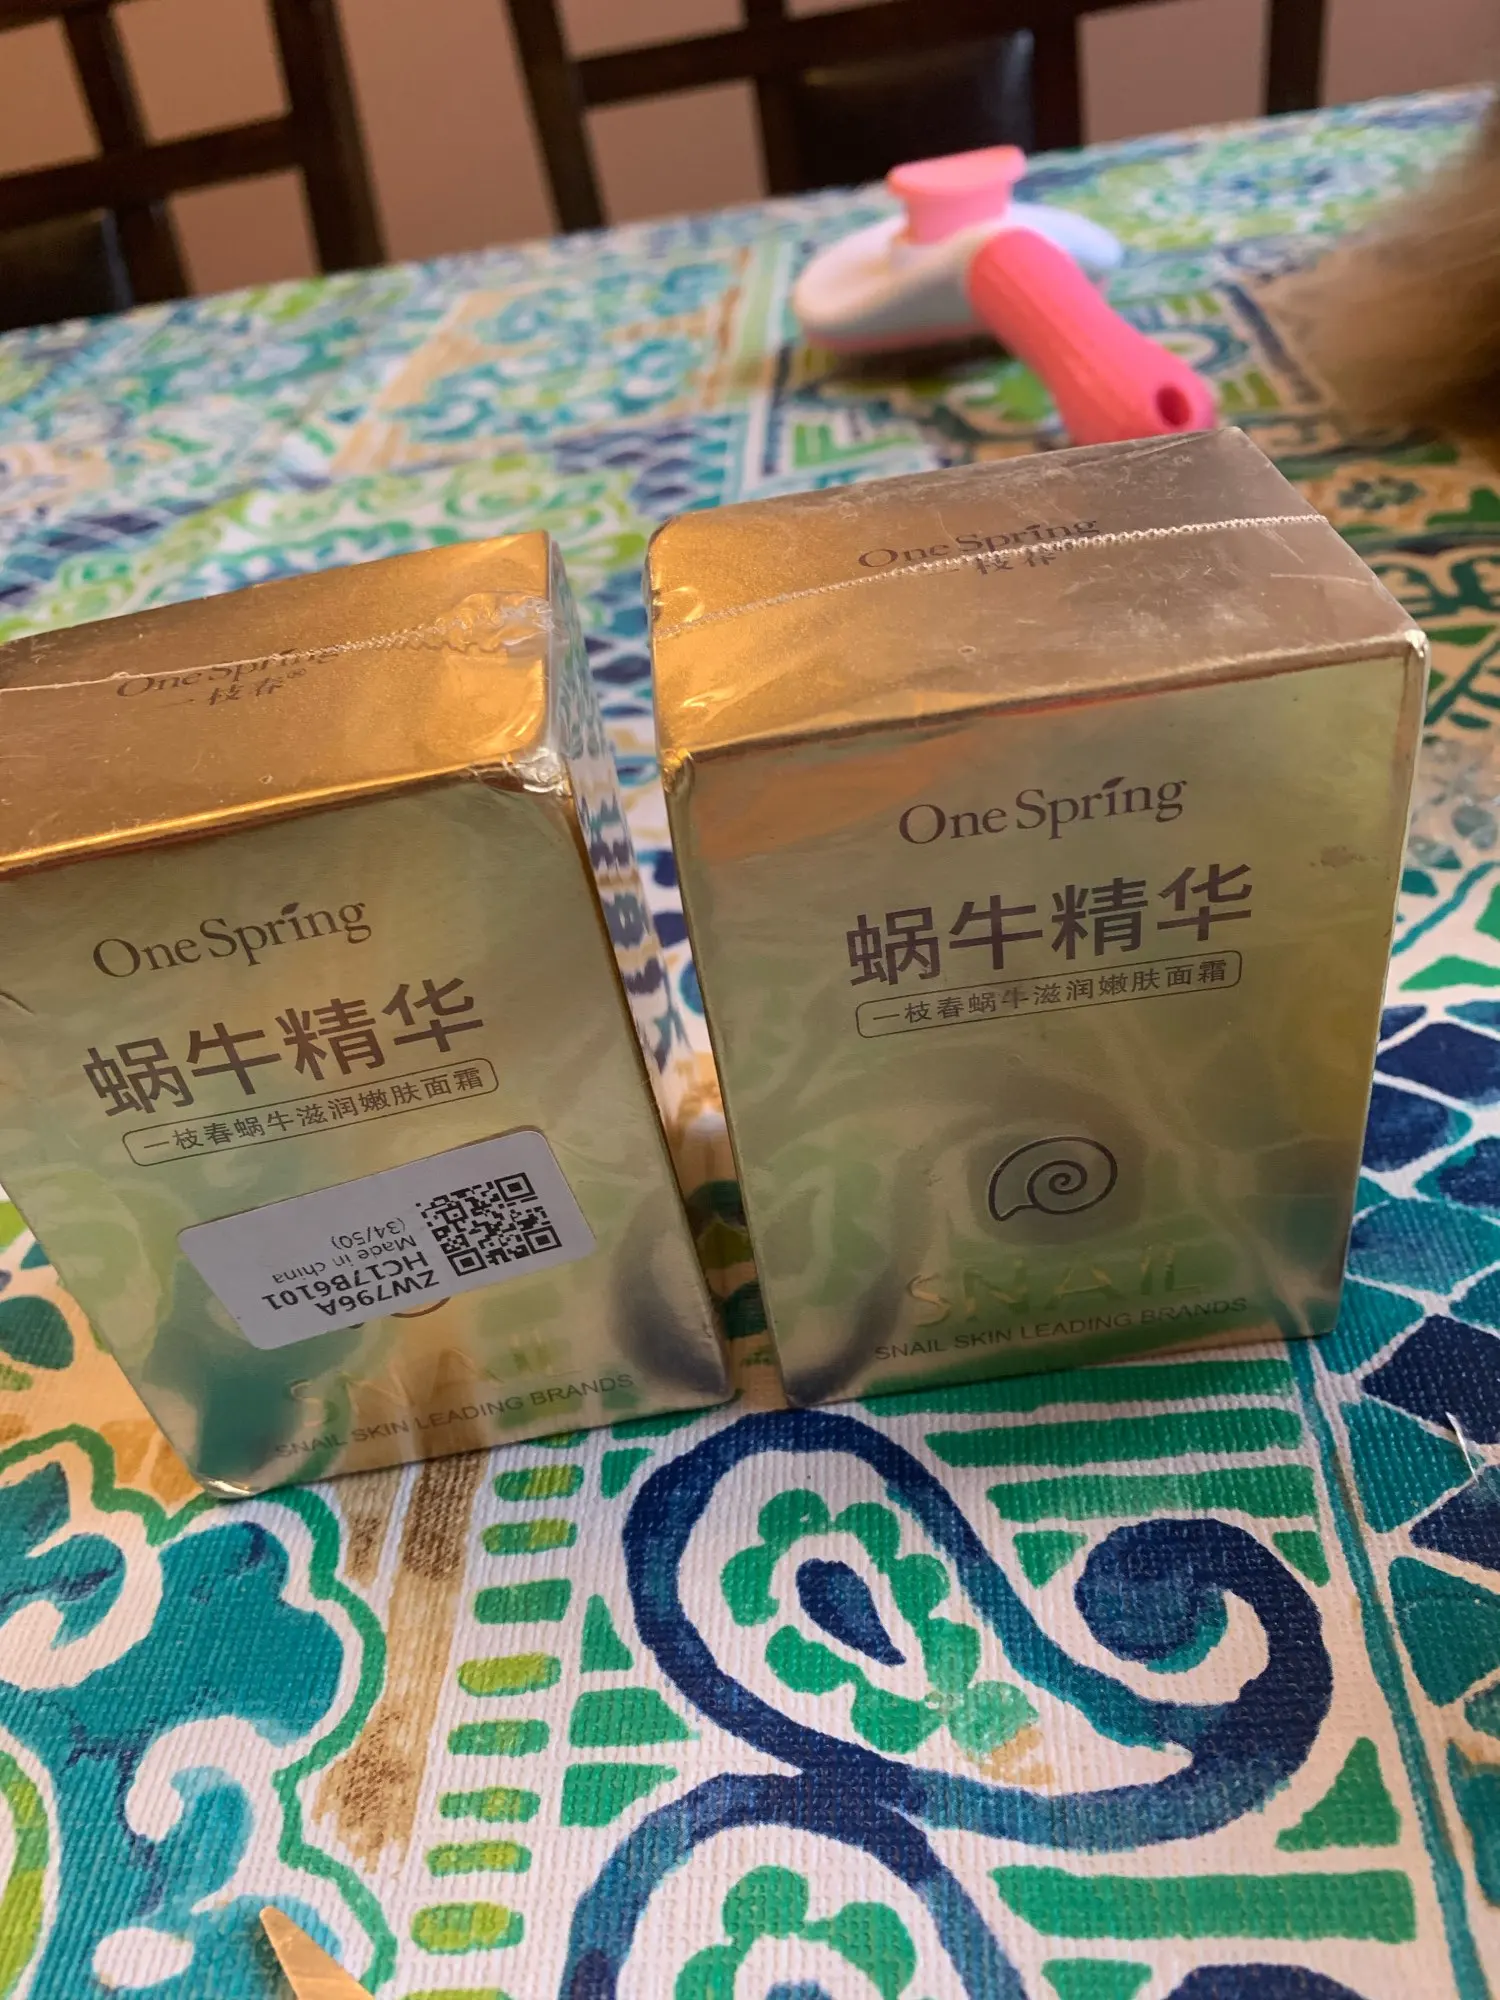 One Spring
一枝春®
One Spring
蜗牛精华
一枝春蜗牛滋润嫩肤面霜
ZW796A
HC17B6101
Made in china
(34/50)
SNAIL
SNAIL SKIN LEADING BRANDS
One Spring
一枝春
One Spring
蜗牛精华
一枝春蜗牛滋润嫩肤面霜
SNAIL
SNAIL SKIN LEADING BRANDS